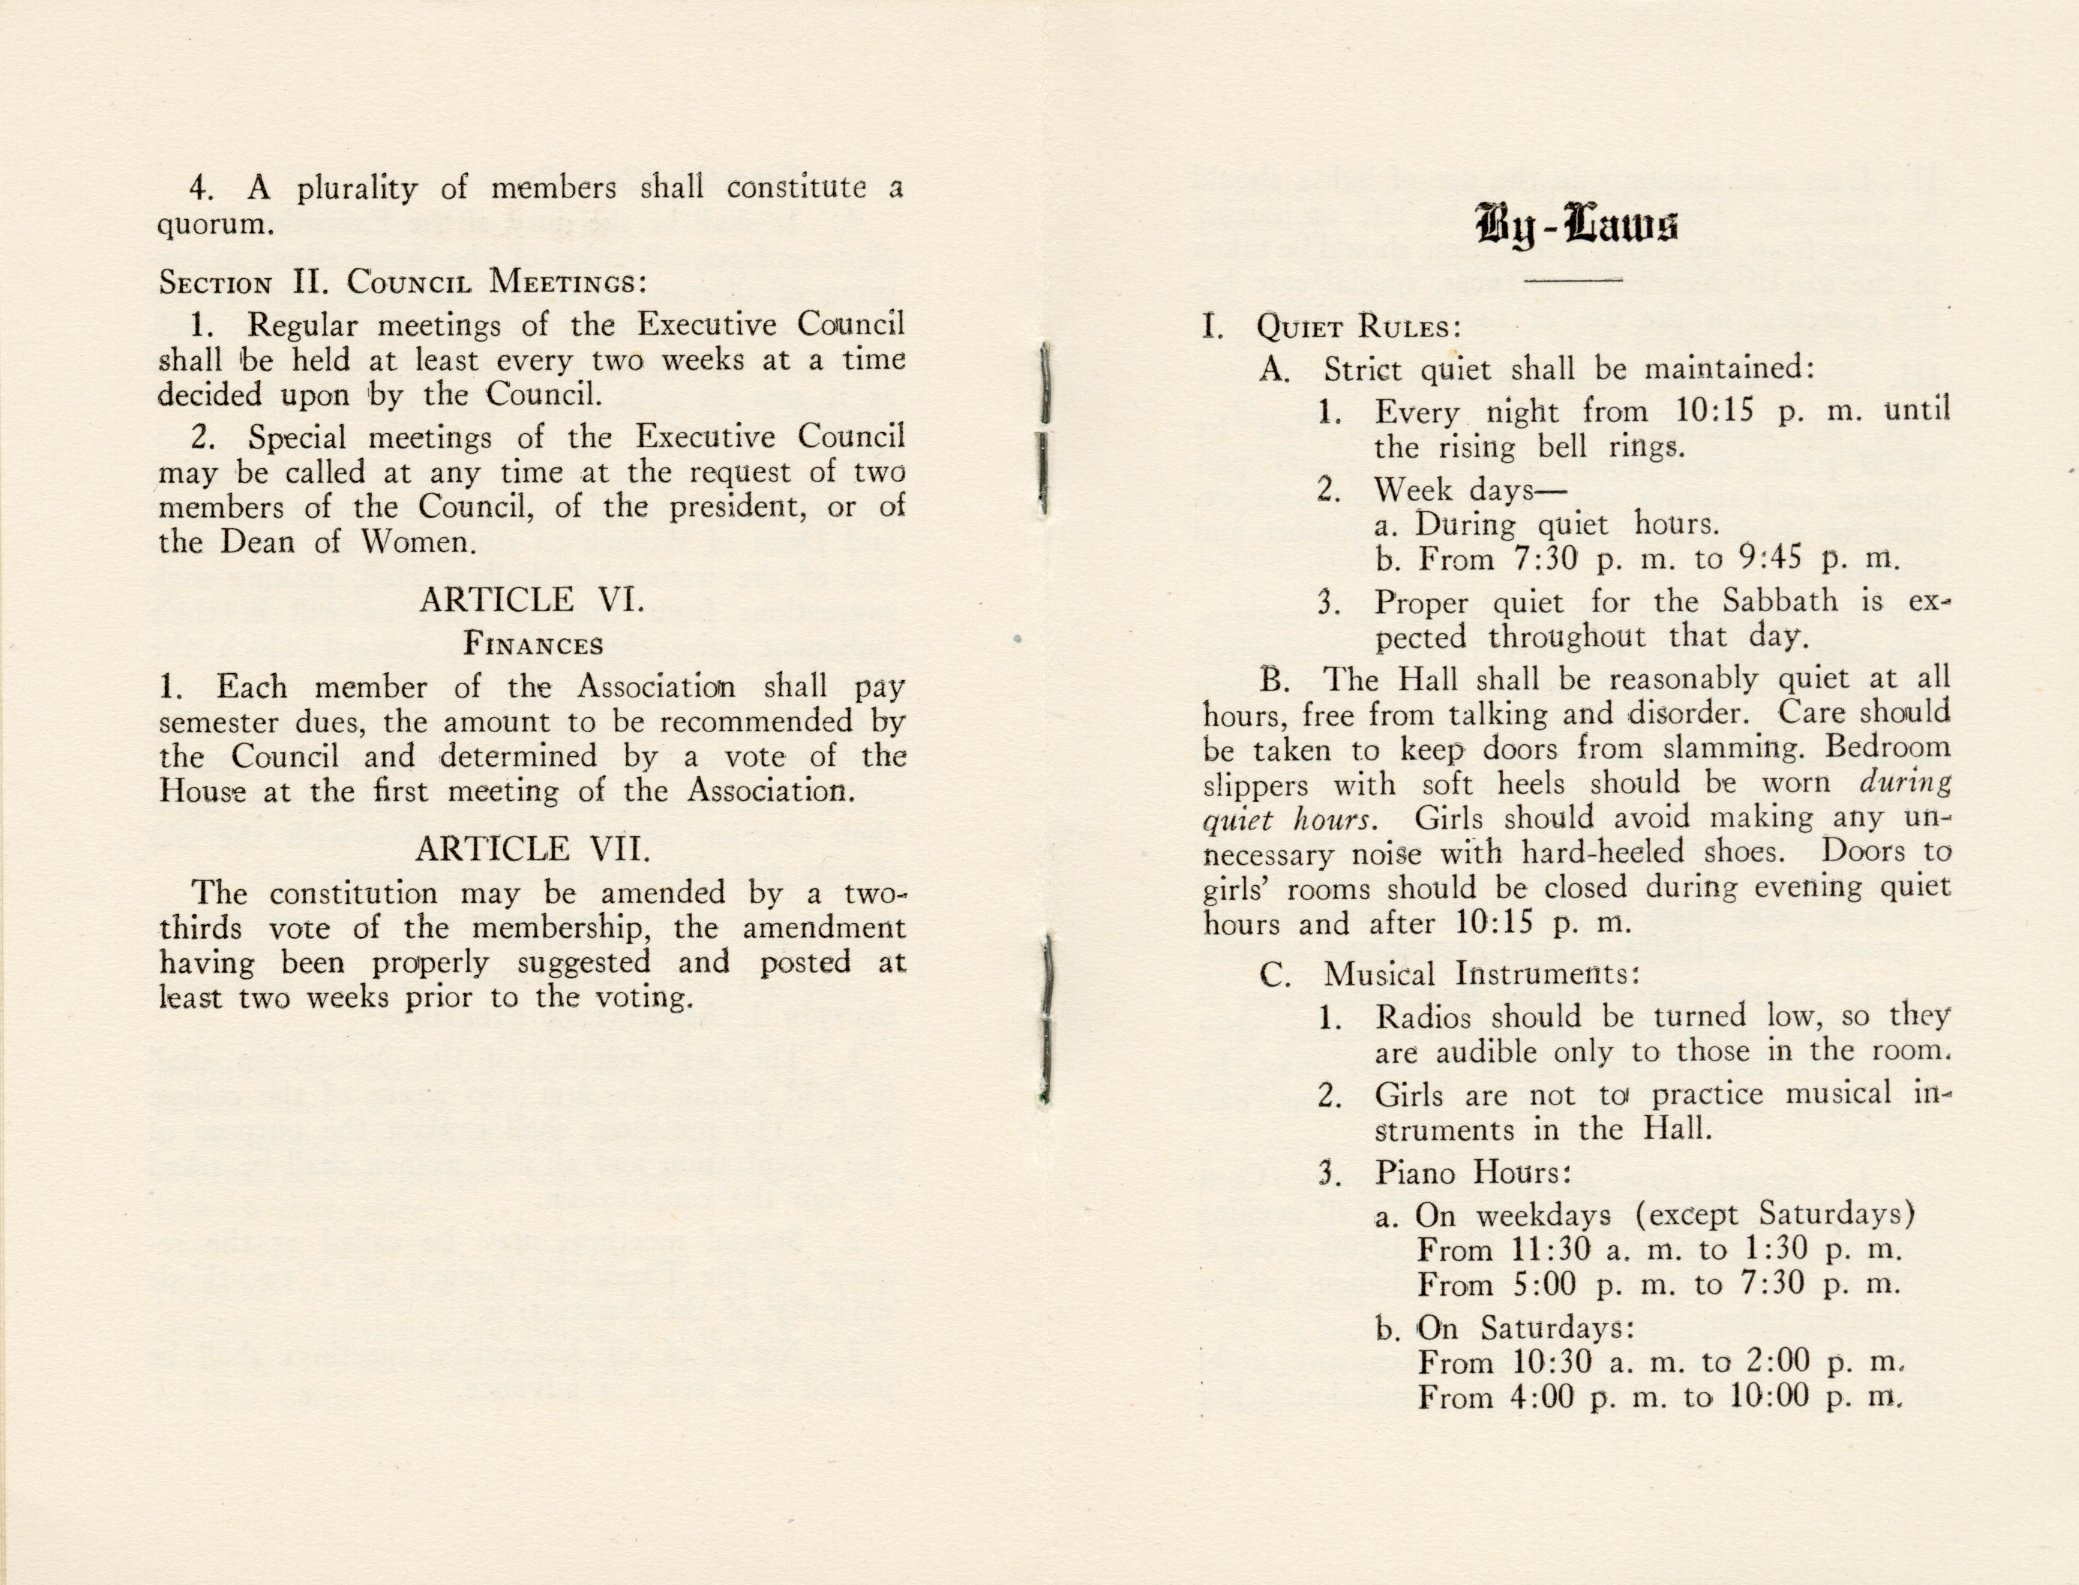 4. A plurality of members shall constitute a
quorum.
SECTION II. COUNCIL MEETINGS:
1. Regular meetings of the Executive Council
shall be held at least every two weeks at a time
decided upon by the Council.
2. Special meetings of the Executive Council
may be called at any time at the request of two
members of the Council, of the president, or of
the Dean of Women.
ARTICLE VI.
FINANCES
1. Each member of the Association shall pay
semester dues, the amount to be recommended by
the Council and determined by a vote of the
House at the first meeting of the Association.
ARTICLE VII.
The constitution may be amended by a two-
thirds vote of the membership, the amendment
having been properly suggested and posted at
least two weeks prior to the voting.
By-Laws
I. QUIET RULES:
A. Strict quiet shall be maintained:
1. Every night from 10:15 p. m. until
the rising bell rings.
2. Week days—
a. During quiet hours.
b. From 7:30 p. m. to 9:45 p. m.
3. Proper quiet for the Sabbath is ex-
pected throughout that day.
B. The Hall shall be reasonably quiet at all
hours, free from talking and disorder. Care should
be taken to keep doors from slamming. Bedroom
slippers with soft heels should be worn during
quiet hours. Girls should avoid making any un-
necessary noise with hard-heeled shoes. Doors to
girls' rooms should be closed during evening quiet
hours and after 10:15 p. m.
C. Musical Instruments:
1. Radios should be turned low, so they
are audible only to those in the room.
2. Girls are not to practice musical in-
struments in the Hall.
3. Piano Hours:
a. On weekdays (except Saturdays)
From 11:30 a. m. to 1:30 p. m.
From 5:00 p. m. to 7:30 p. m.
b. On Saturdays:
From 10:30 a. m. to 2:00 p. m.
From 4:00 p. m. to 10:00 p. m.